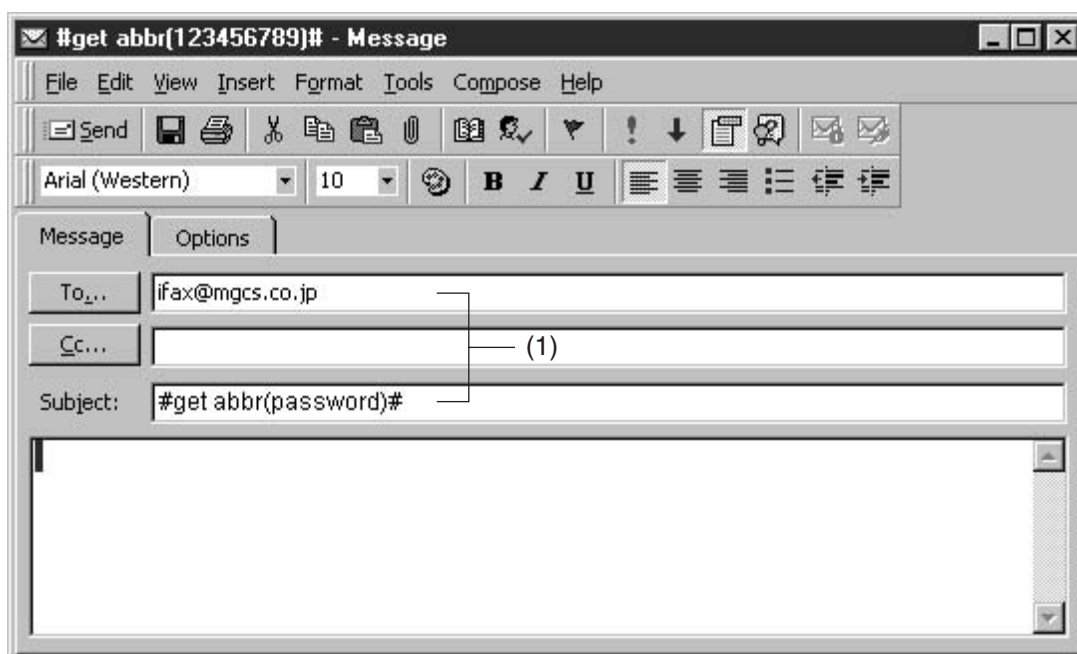 #get abbr(123456789)# - Message
File Edit View Insert Format Tools Compose Help
Send
Arial (Western) 10 B I U
Message Options
To... ifax@mgcs.co.jp
Cc...
(1)
Subject: #get abbr(password)#